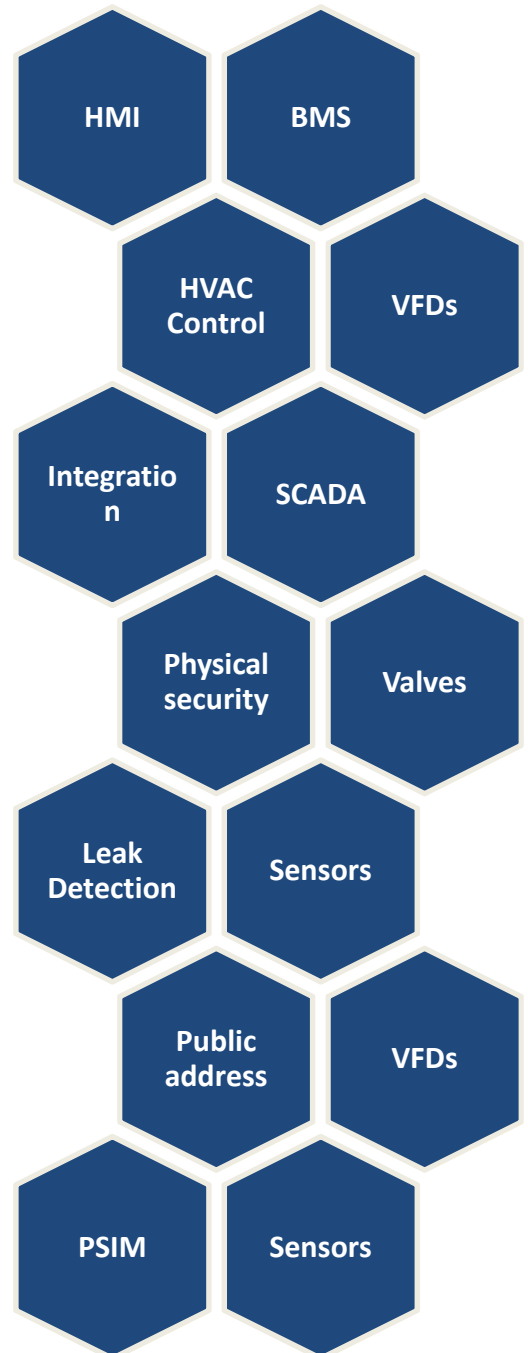 HMI
BMS
HVAC
Control
VFDs
Integratio
n
SCADA
Physical
security
Valves
Leak
Detection
Sensors
Public
address
VFDs
PSIM
Sensors